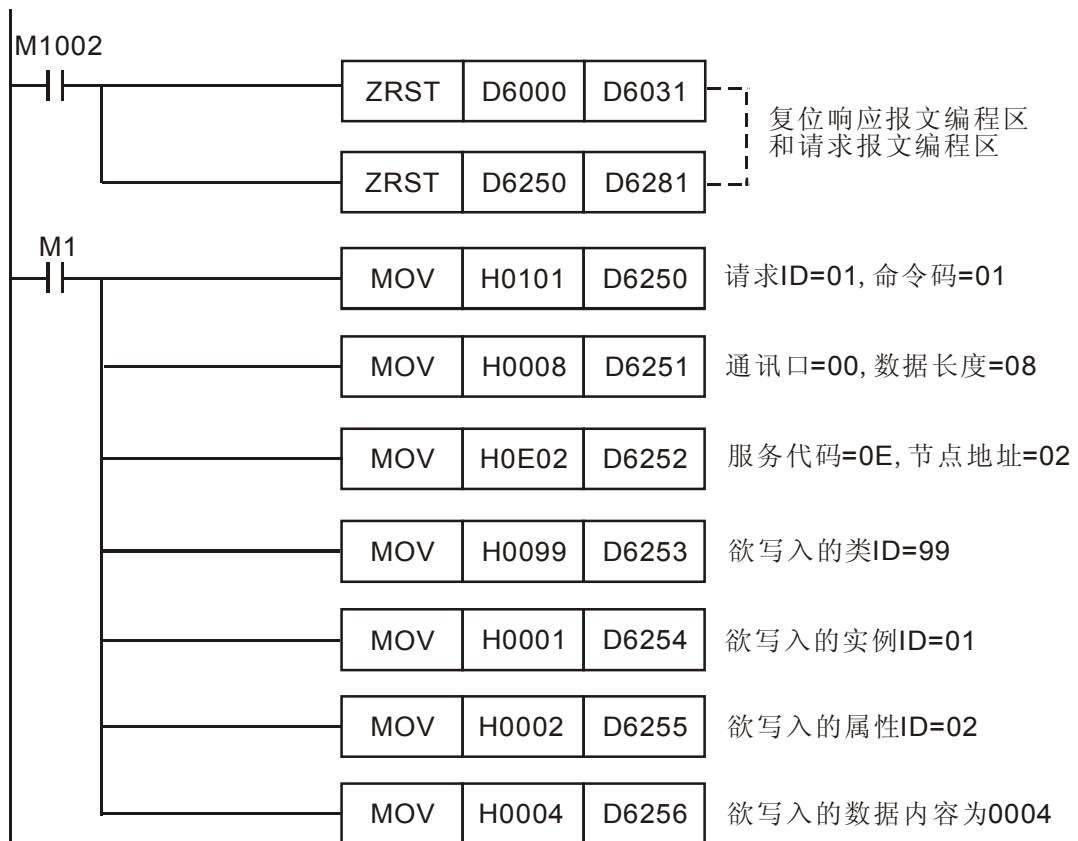 M1002
ZRST D6000 D6031
复位响应报文编程区
和请求报文编程区
ZRST D6250 D6281
M1
MOV H0101 D6250 请求ID=01, 命令码=01
MOV H0008 D6251 通讯口=00, 数据长度=08
MOV H0E02 D6252 服务代码=0E, 节点地址=02
MOV H0099 D6253 欲写入的类ID=99
MOV H0001 D6254 欲写入的实例ID=01
MOV H0002 D6255 欲写入的属性ID=02
MOV H0004 D6256 欲写入的数据内容为0004